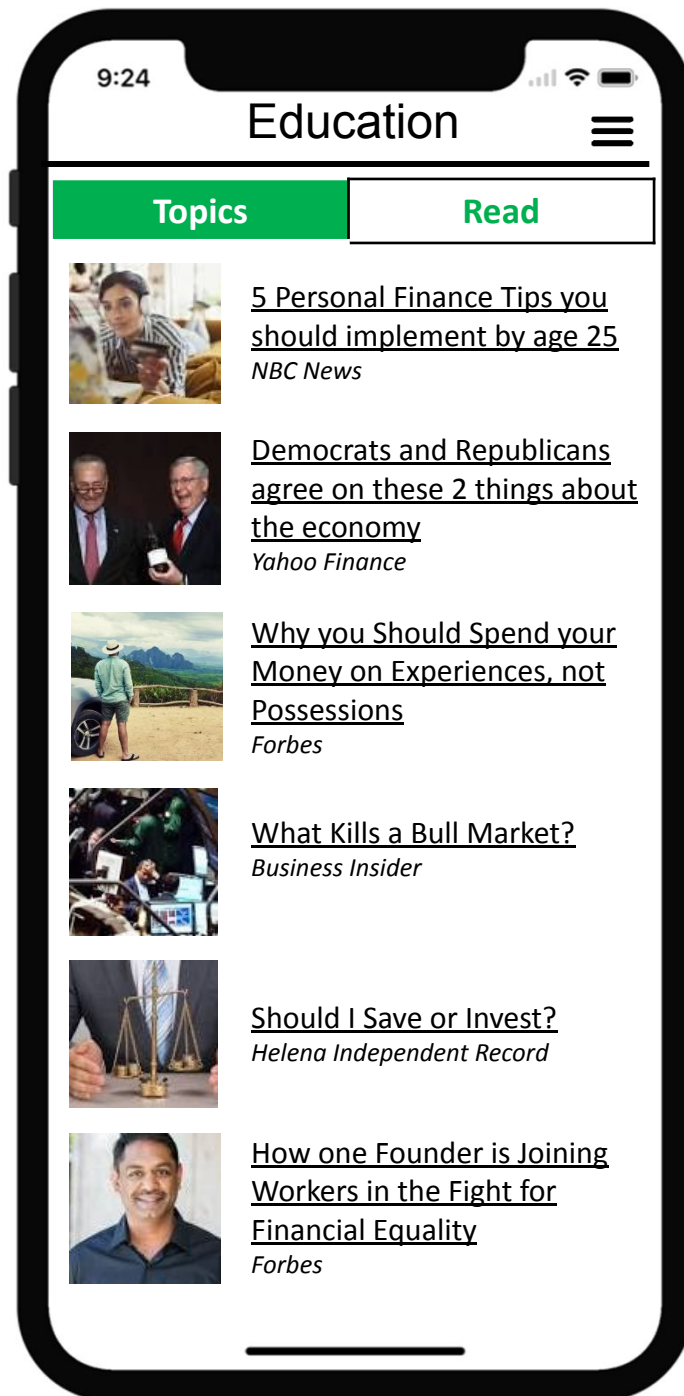 9:24
Education
Topics
Read
5 Personal Finance Tips you
should implement by age 25
NBC News
Democrats and Republicans
agree on these 2 things about
the economy
Yahoo Finance
Why you Should Spend your
Money on Experiences, not
Possessions
Forbes
What Kills a Bull Market?
Business Insider
Should I Save or Invest?
Helena Independent Record
How one Founder is Joining
Workers in the Fight for
Financial Equality
Forbes